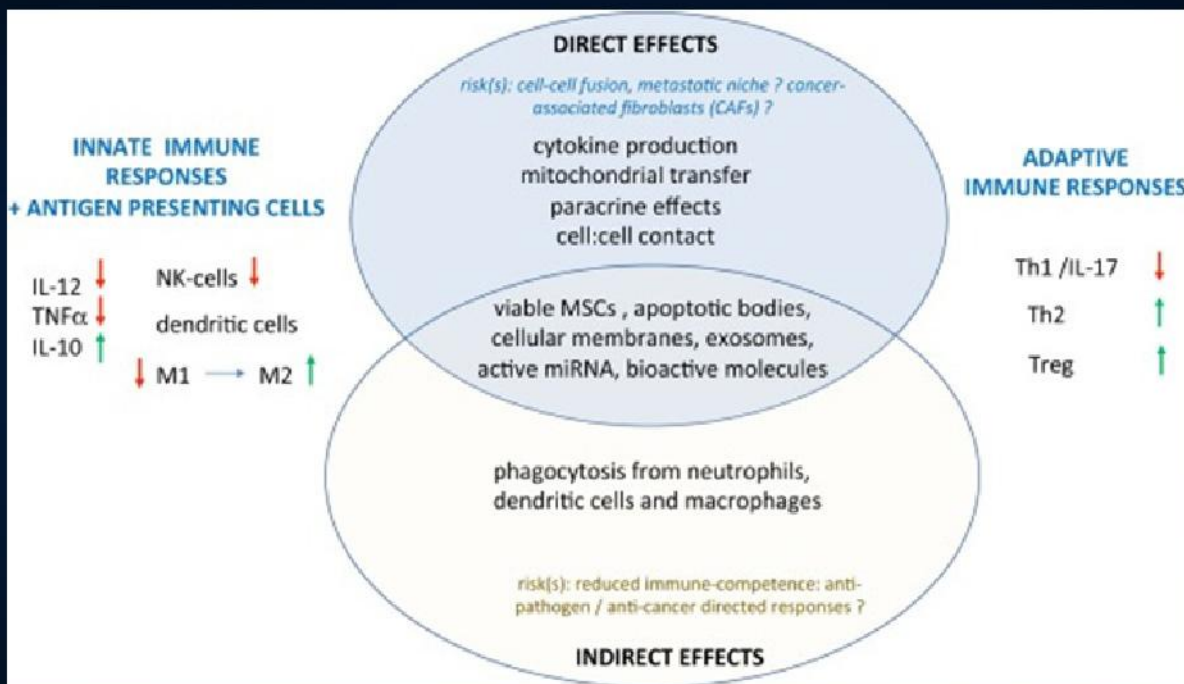 DIRECT EFFECTS
risk(s): cell-cell fusion, metastatic niche ? concer-
associated fibroblasts (CAFs) ?
cytokine production
mitochondrial transfer
paracrine effects
cell:cell contact
INNATE IMMUNE
RESPONSES
+ ANTIGEN PRESENTING CELLS
IL-12 ↓
TNFα ↓
IL-10 ↑
NK-cells ↓
dendritic cells
↓ M1 → M2 ↑
viable MSCs , apoptotic bodies,
cellular membranes, exosomes,
active miRNA, bioactive molecules
ADAPTIVE
IMMUNE RESPONSES
Th1 /IL-17 ↓
Th2 ↑
Treg ↑
phagocytosis from neutrophils,
dendritic cells and macrophages
risk(s): reduced immune-competence: anti-
pathogen / anti-cancer directed responses ?
INDIRECT EFFECTS